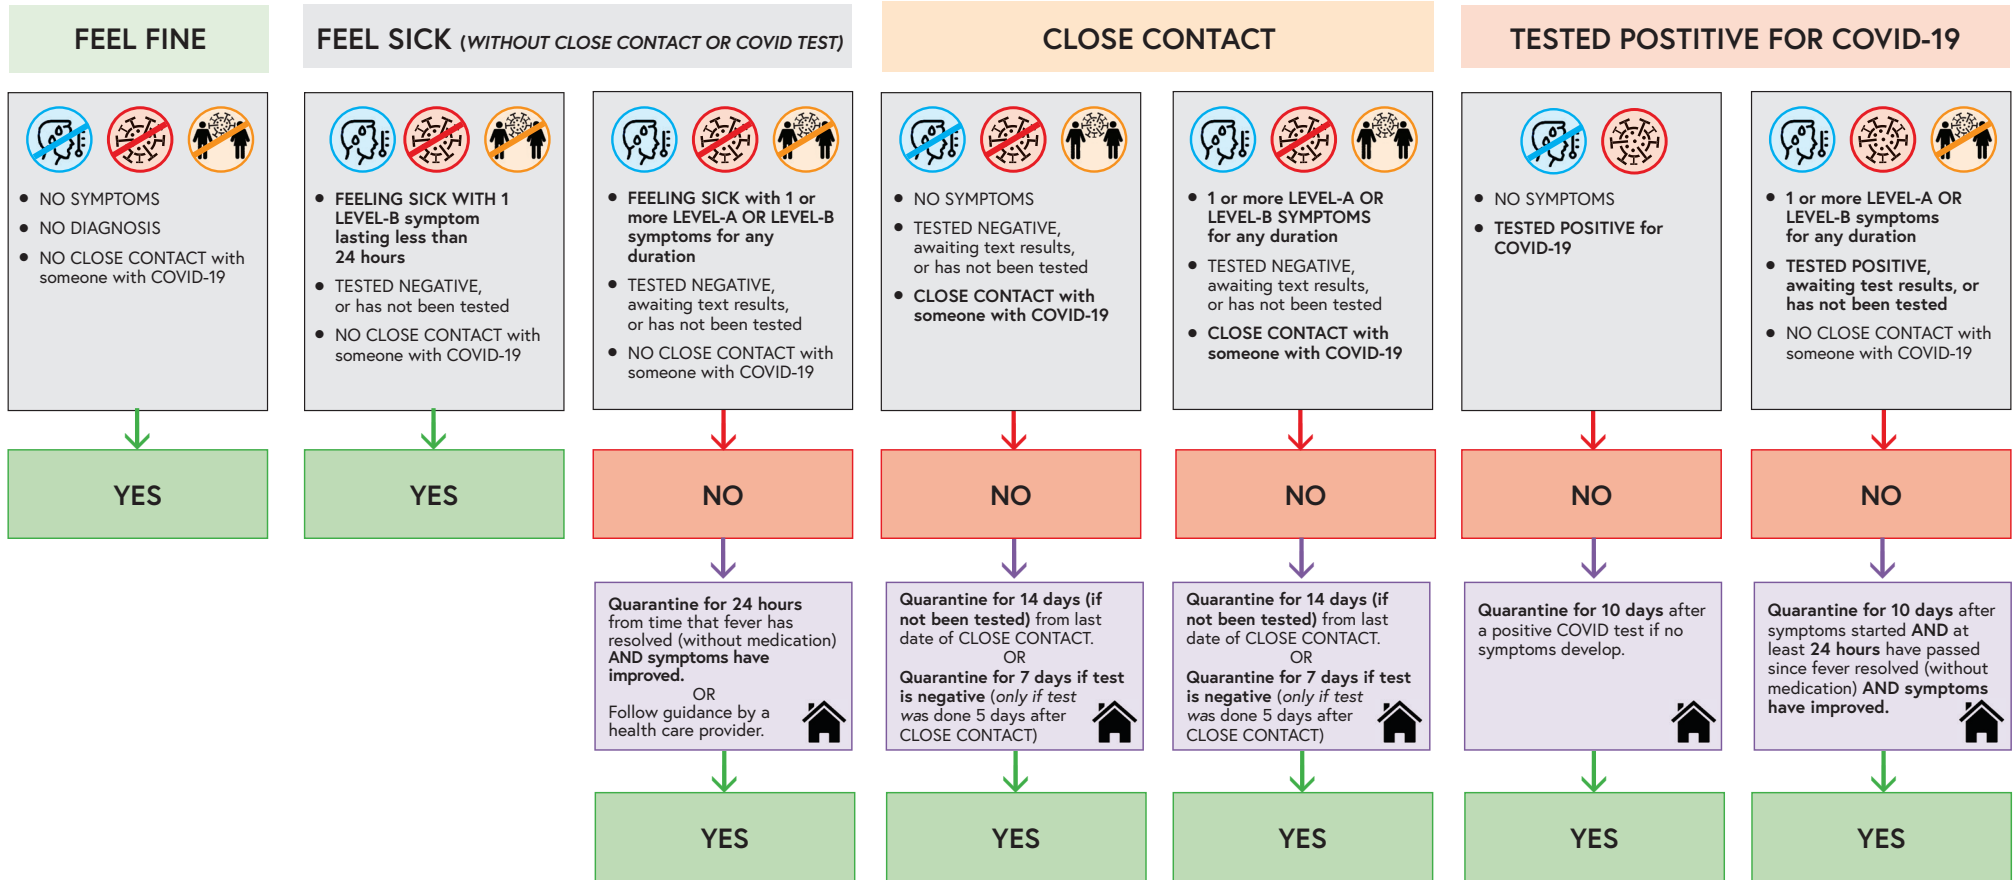 FEEL FINE
FEEL SICK (WITHOUT CLOSE CONTACT OR COVID TEST)
CLOSE CONTACT
TESTED POSTITIVE FOR COVID-19
• NO SYMPTOMS
• NO DIAGNOSIS
• NO CLOSE CONTACT with
someone with COVID-19
YES
• FEELING SICK WITH 1
LEVEL-B symptom
lasting less than
24 hours
• TESTED NEGATIVE,
or has not been tested
• NO CLOSE CONTACT with
someone with COVID-19
YES
• FEELING SICK with 1 or
more LEVEL-A OR LEVEL-B
symptoms for any
duration
• TESTED NEGATIVE,
awaiting text results,
or has not been tested
• NO CLOSE CONTACT with
someone with COVID-19
NO
Quarantine for 24 hours
from time that fever has
resolved (without medication)
AND symptoms have
improved.
OR
Follow guidance by a
health care provider.
YES
• NO SYMPTOMS
• TESTED NEGATIVE,
awaiting text results,
or has not been tested
• CLOSE CONTACT with
someone with COVID-19
NO
Quarantine for 14 days (if
not been tested) from last
date of CLOSE CONTACT.
OR
Quarantine for 7 days if test
is negative (only if test
was done 5 days after
CLOSE CONTACT)
YES
• 1 or more LEVEL-A OR
LEVEL-B SYMPTOMS
for any duration
• TESTED NEGATIVE,
awaiting text results,
or has not been tested
• CLOSE CONTACT with
someone with COVID-19
NO
Quarantine for 14 days (if
not been tested) from last
date of CLOSE CONTACT.
OR
Quarantine for 7 days if test
is negative (only if test
was done 5 days after
CLOSE CONTACT)
YES
• NO SYMPTOMS
• TESTED POSITIVE for
COVID-19
NO
Quarantine for 10 days after
a positive COVID test if no
symptoms develop.
YES
• 1 or more LEVEL-A OR
LEVEL-B symptoms
for any duration
• TESTED POSITIVE,
awaiting test results, or
has not been tested
• NO CLOSE CONTACT with
someone with COVID-19
NO
Quarantine for 10 days after
symptoms started AND at
least 24 hours have passed
since fever resolved (without
medication) AND symptoms
have improved.
YES